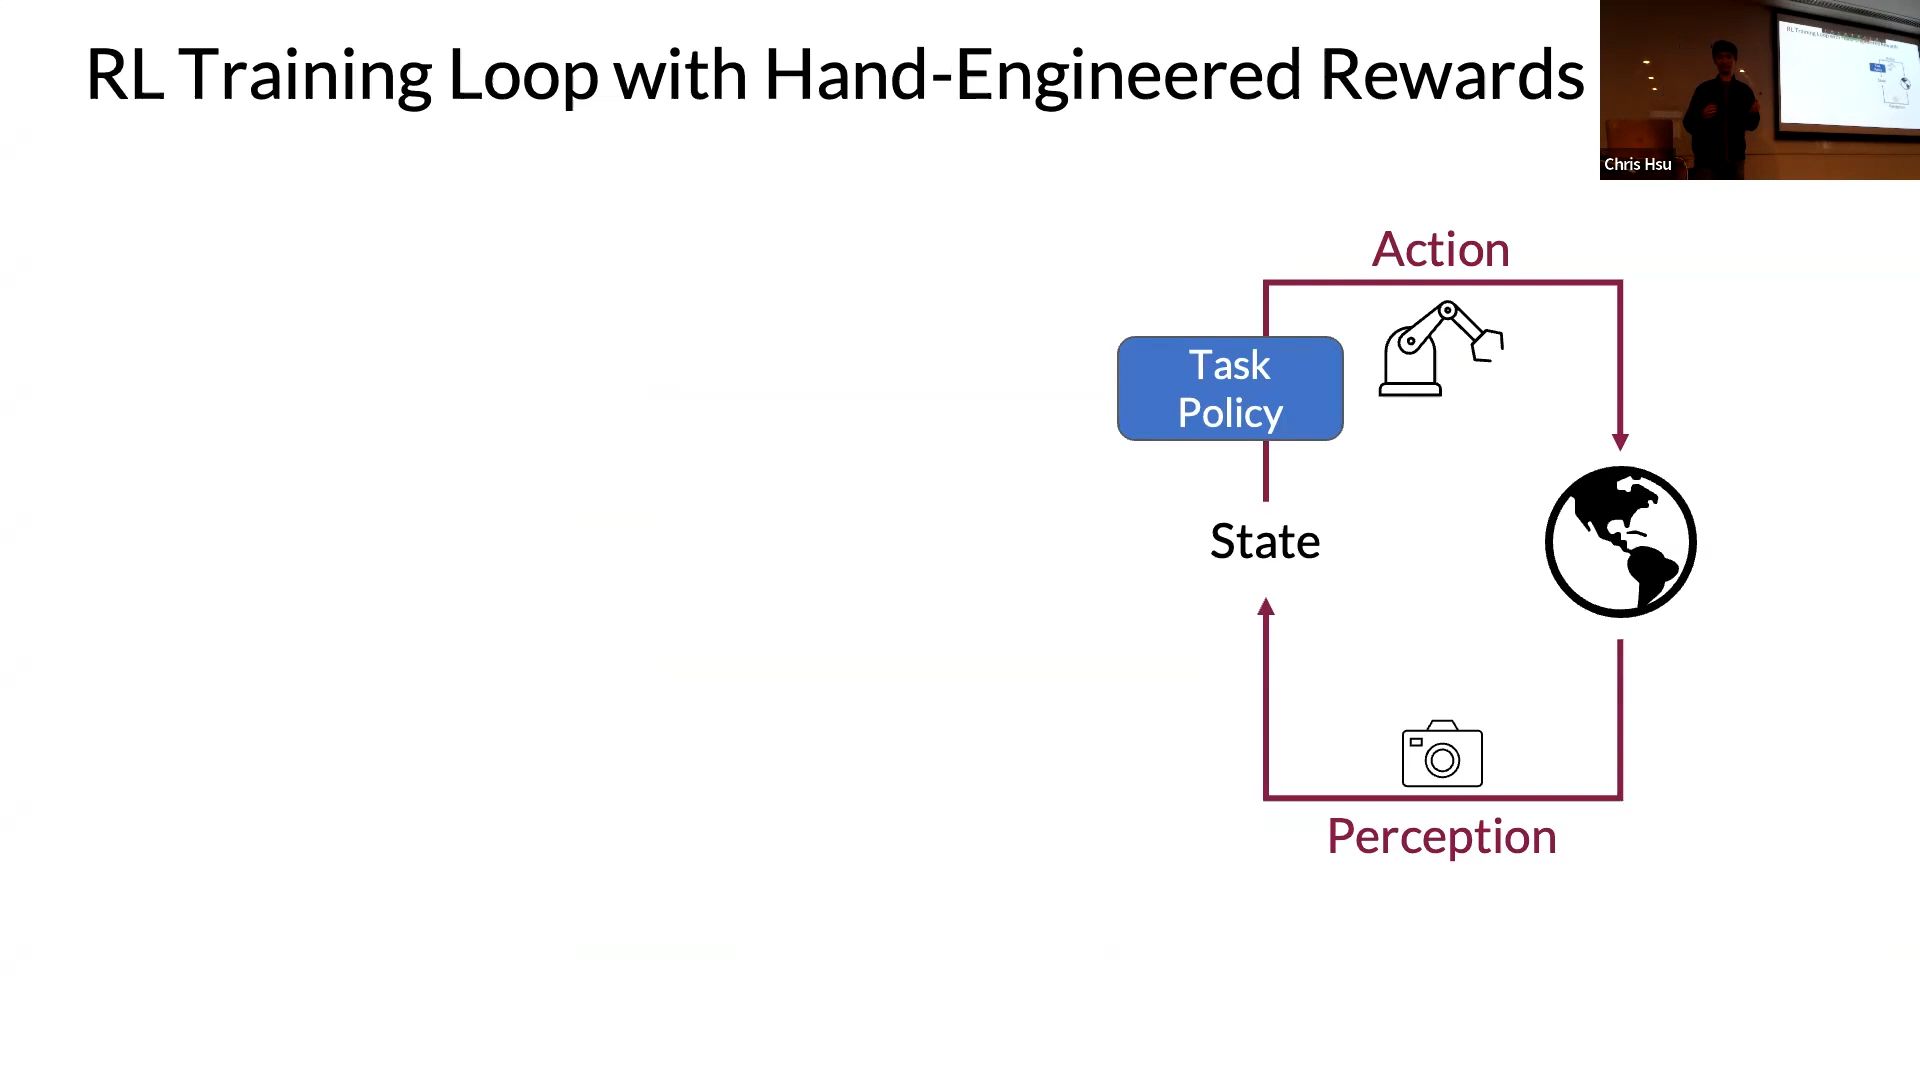 RL Training Loop with Hand-Engineered Rewards
Chris Hsu
Action
Task
Policy
State
Perception